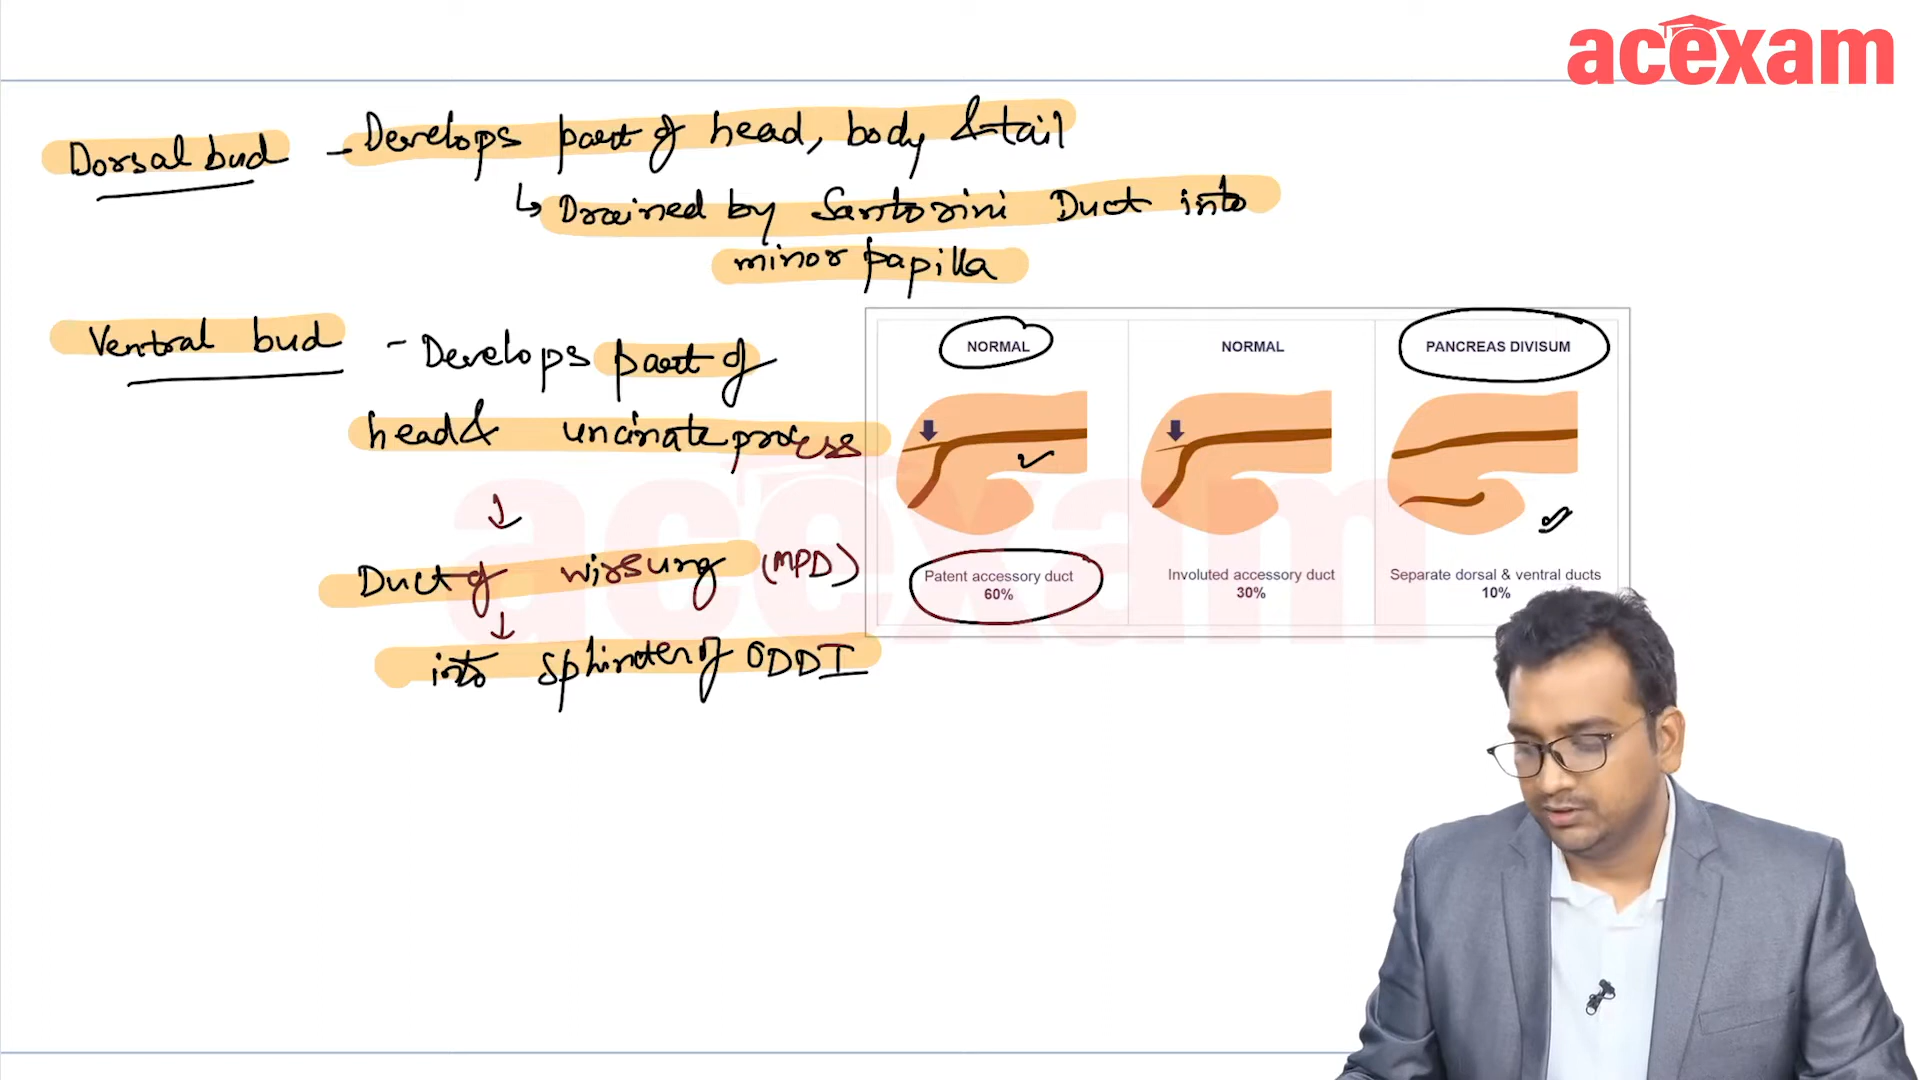 acexam
Dorsal bud - Develops part of head, body & tail
↳ Drained by Santorini Duct into
minor papilla
Ventral bud - Develops part of
head & uncinate process
↓
Duct of wirsung (MPD)
↓
into sphincter of ODDI
NORMAL
Patent accessory duct
60%
NORMAL
Involuted accessory duct
30%
PANCREAS DIVISUM
Separate dorsal & ventral ducts
10%
acexam